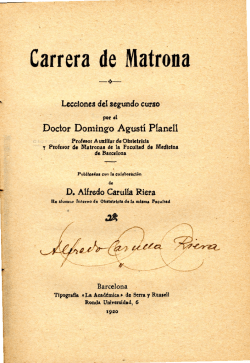 Carrera de Matrona
Lecciones del segundo curso
por el
Doctor Domingo Agustí Planell
Profesor Auxiliar de Obstetricia
y Profesor de Matronas de la Facultad de Medicina
de Barcelona
Publicadas con la colaboración
de
D. Alfredo Carulla Riera
Ex alumno Interno de Obstetricia de la misma Facultad
Alfredo Carulla Riera
Barcelona
Tipografía «La Académica» de Serra y Russell
Ronda Universidad, 6
1920